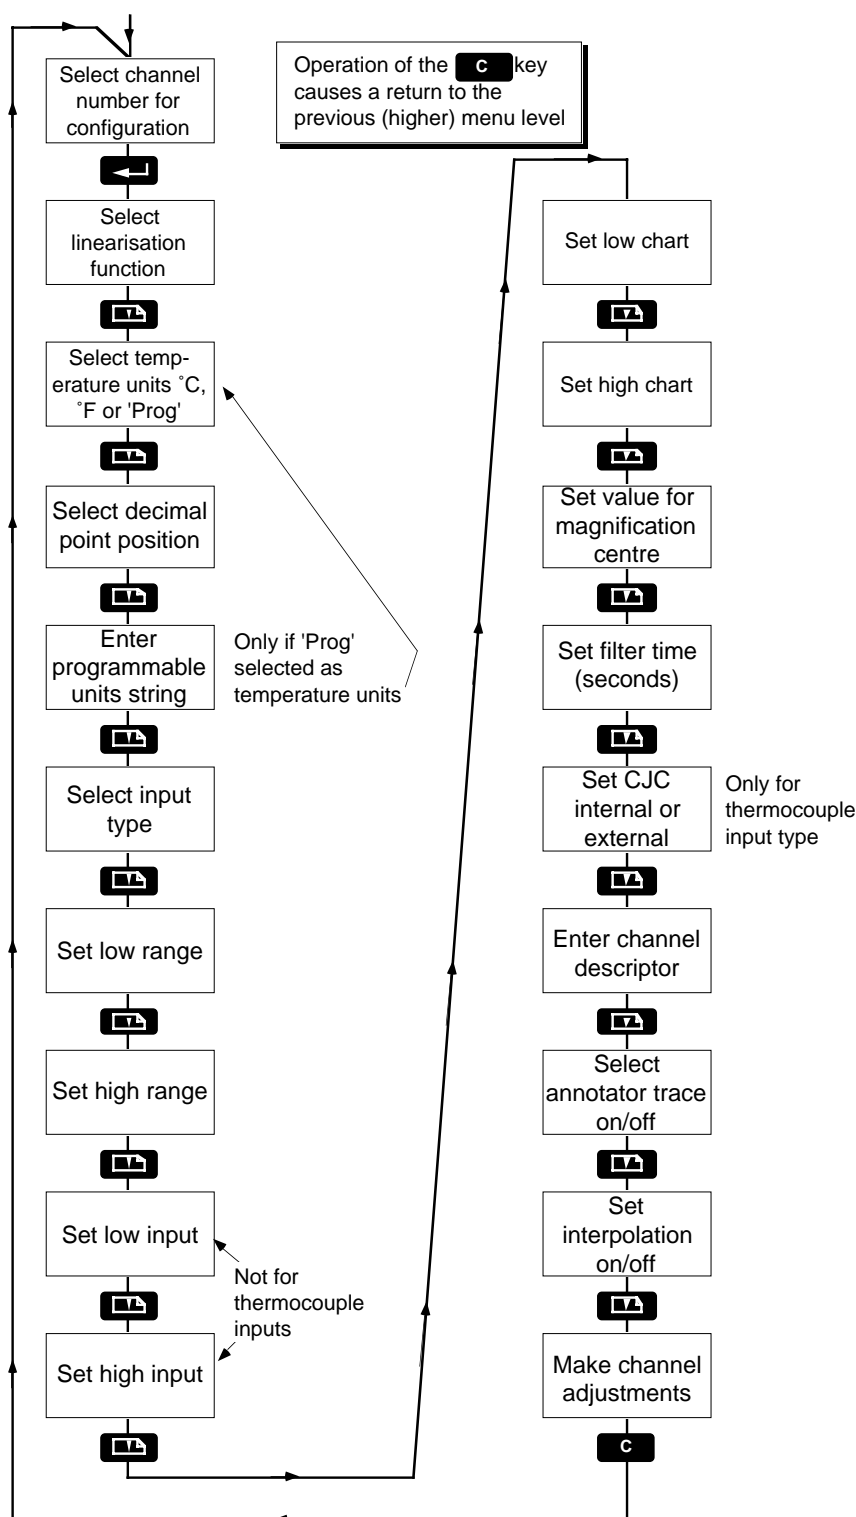 Select channel
number for
configuration
Operation of the C key
causes a return to the
previous (higher) menu level
Select
linearisation
function
Select temp-
erature units ˚C,
˚F or 'Prog'
Select decimal
point position
Enter
programmable
units string
Only if 'Prog'
selected as
temperature units
Select input
type
Set low range
Set high range
Set low input
Not for
thermocouple
inputs
Set high input
Set low chart
Set high chart
Set value for
magnification
centre
Set filter time
(seconds)
Set CJC
internal or
external
Only for
thermocouple
input type
Enter channel
descriptor
Select
annotator trace
on/off
Set
interpolation
on/off
Make channel
adjustments
C